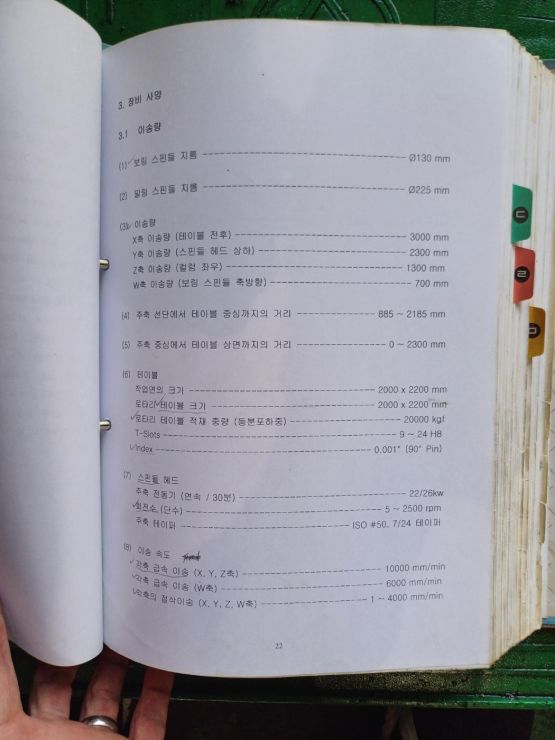 3. 장비 사양
3.1 이송량
(1) 보링 스핀들 지름 ---------- Ø130 mm
(2) 밀링 스핀들 지름 ---------- Ø225 mm
(3) 이송량
X축 이송량 (테이블 전후) ---------- 3000 mm
Y축 이송량 (스핀들 헤드 상하) ---------- 2300 mm
Z축 이송량 (컬럼 좌우) ---------- 1300 mm
W축 이송량 (보링 스핀들 축방향) ---------- 700 mm
(4) 주축 선단에서 테이블 중심까지의 거리 ---------- 885 ~ 2185 mm
(5) 주축 중심에서 테이블 상면까지의 거리 ---------- 0 ~ 2300 mm
(6) 테이블
작업면의 크기 ---------- 2000 x 2200 mm
로타리 테이블 크기 ---------- 2000 x 2200 mm
로타리 테이블 적재 중량 (등분포하중) ---------- 20000 kgf
T-Slots ---------- 9 ~ 24 H8
Index ---------- 0.001° (90° Pin)
(7) 스핀들 헤드
주축 전동기 (연속 / 30분) ---------- 22/26kw
회전수 (단수) ---------- 5 ~ 2500 rpm
주축 테이퍼 ---------- ISO #50, 7/24 테이퍼
(8) 이송 속도
각축 급속 이송 (X, Y, Z축) ---------- 10000 mm/min
각축 급속 이송 (W축) ---------- 6000 mm/min
각축의 절삭이송 (X, Y, Z, W축) ---------- 1 ~ 4000 mm/min
22
ㄷ
ㄹ
ㅁ